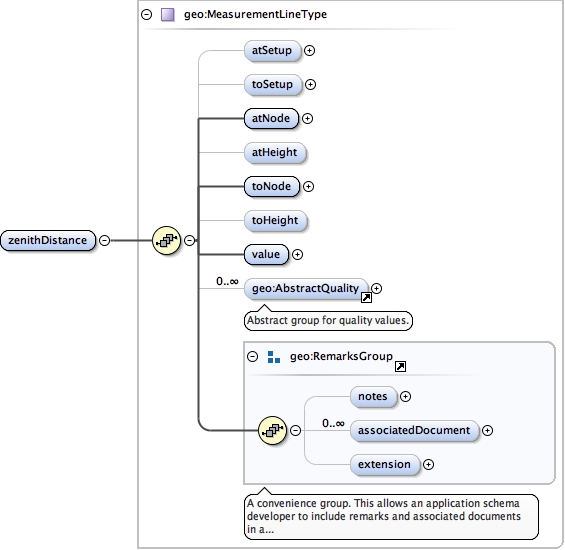 geo:MeasurementLineType
atSetup
toSetup
atNode
atHeight
toNode
toHeight
zenithDistance
value
0..∞
geo:AbstractQuality
Abstract group for quality values.
geo:RemarksGroup
notes
0..∞
associatedDocument
extension
A convenience group. This allows an application schema
developer to include remarks and associated documents
in a...